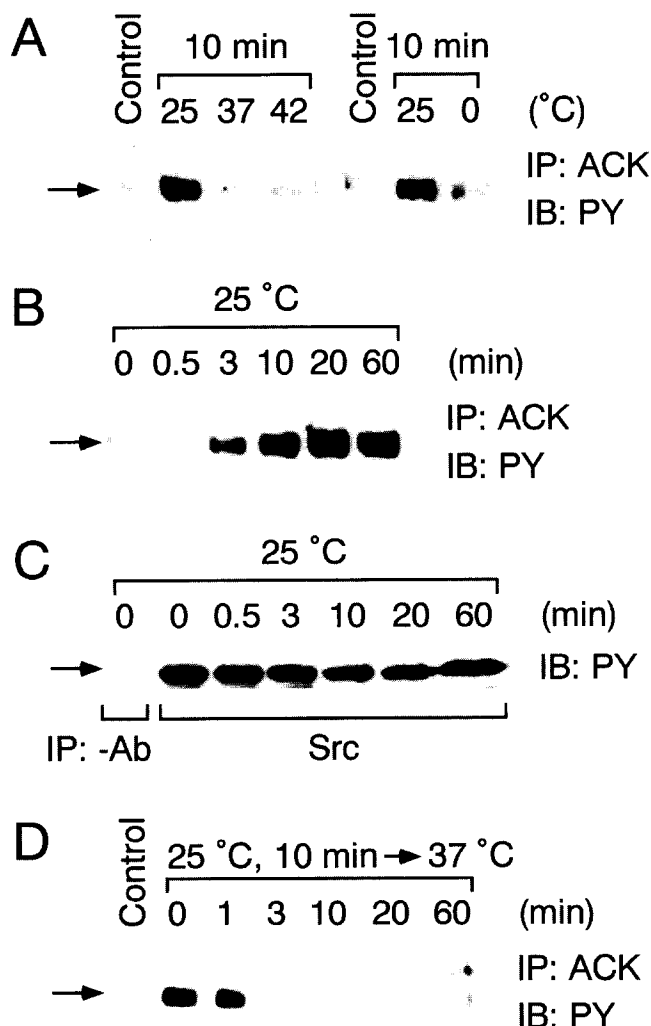 A
Control
10 min
25 37 42
Control
10 min
25 0
(°C)
IP: ACK
IB: PY
B
25 °C
0 0.5 3 10 20 60 (min)
IP: ACK
IB: PY
C
25 °C
0 0 0.5 3 10 20 60 (min)
IB: PY
IP: -Ab Src
D
Control
25 °C, 10 min → 37 °C
0 1 3 10 20 60 (min)
IP: ACK
IB: PY